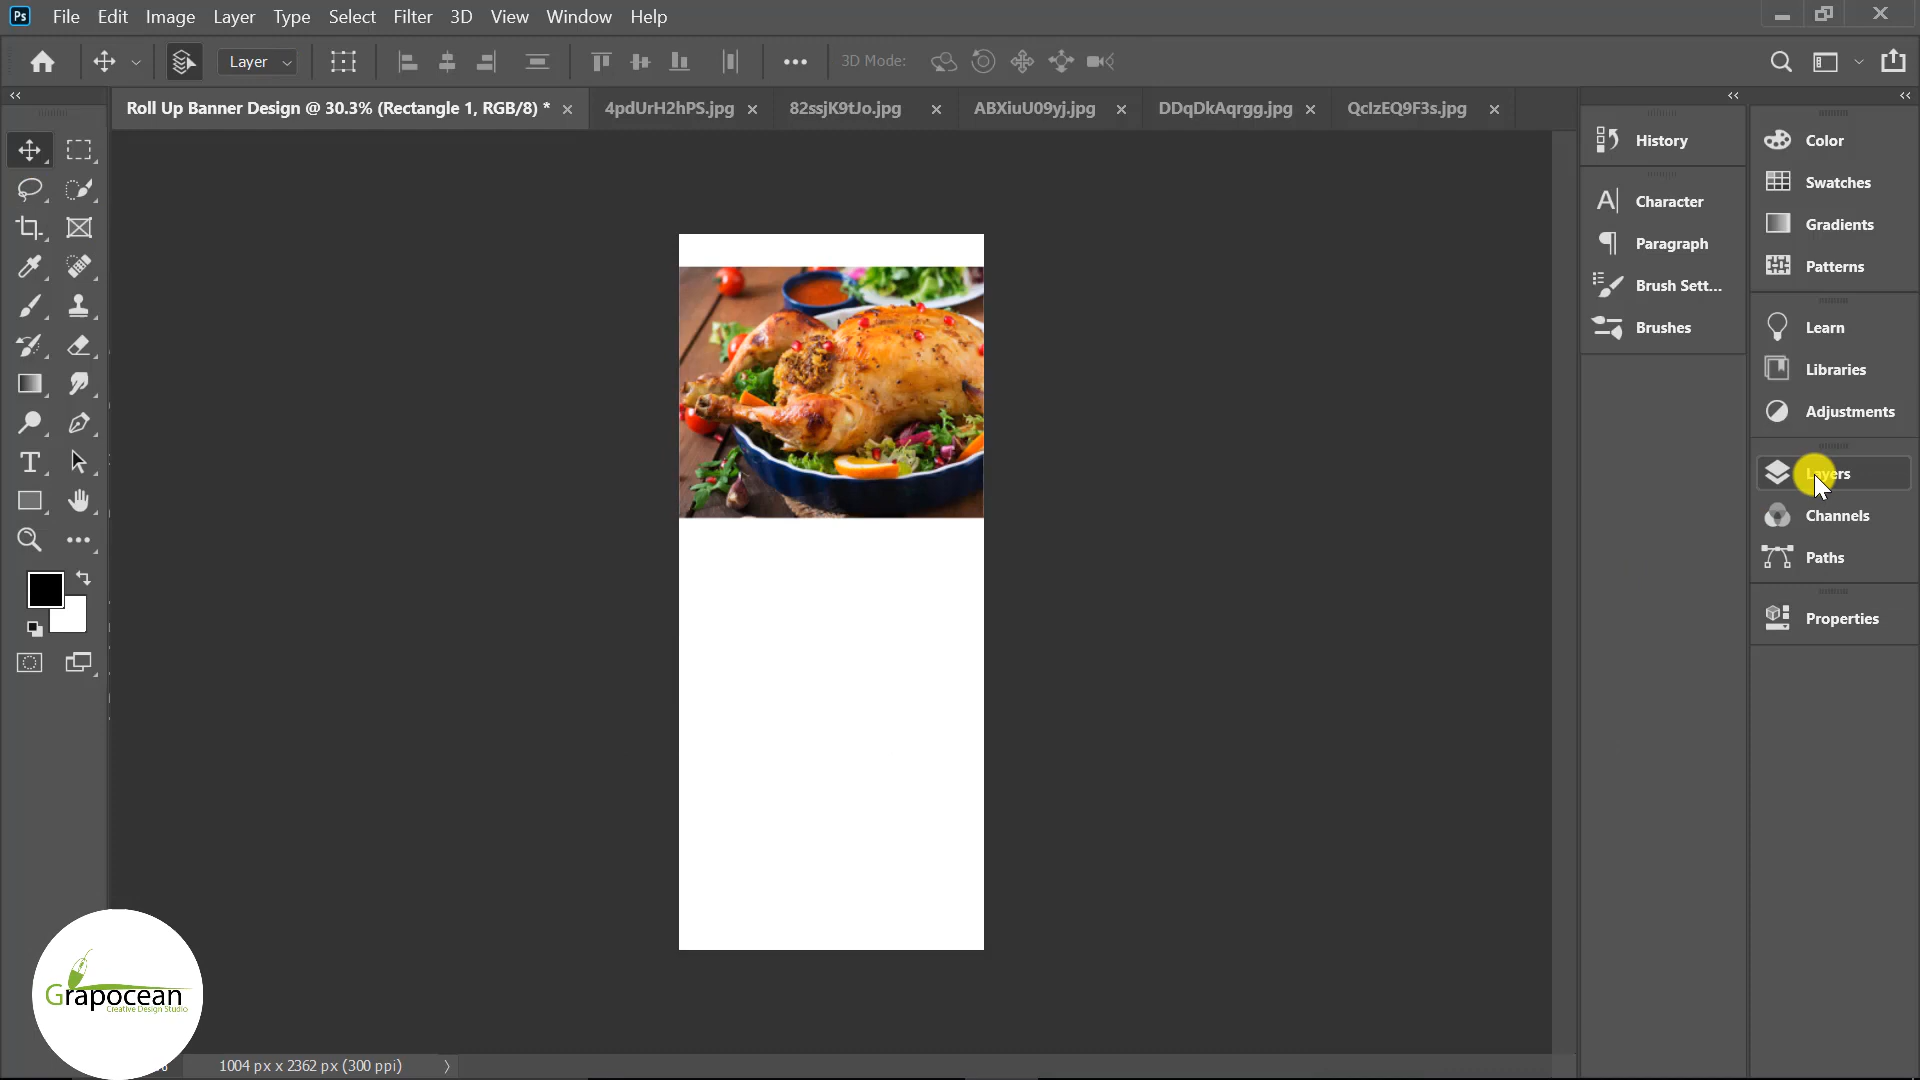 Ps File Edit Image Layer Type Select Filter 3D View Window Help
Layer 3D Mode:
Roll Up Banner Design @ 30.3% (Rectangle 1, RGB/8) * 4pdUrH2hPS.jpg 82ssjK9tJo.jpg ABXiuU09yj.jpg DDqDkAqrgg.jpg QcIzEQ9F3s.jpg
History
Character
Paragraph
Brush Sett...
Brushes
Color
Swatches
Gradients
Patterns
Learn
Libraries
Adjustments
Layers
Channels
Paths
Properties
Grapocean
Creative Design Studio
1004 px x 2362 px (300 ppi)